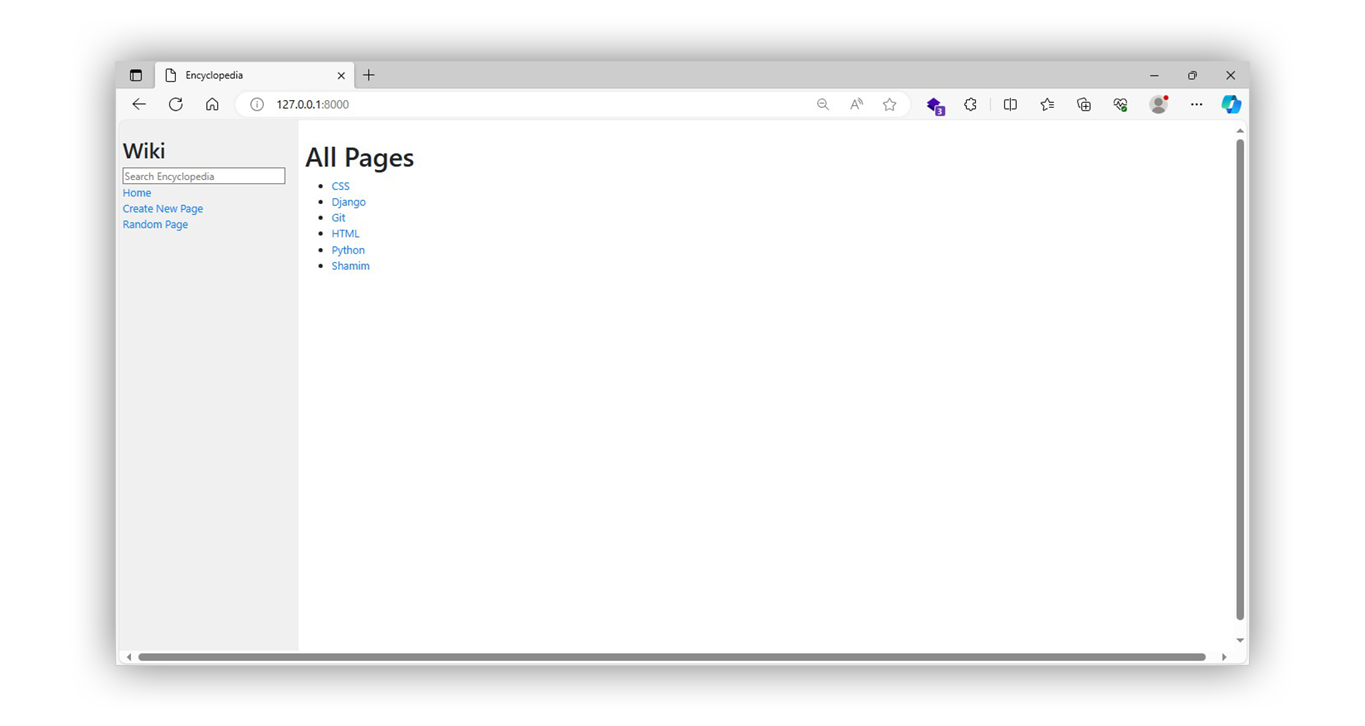 Encyclopedia
127.0.0.1:8000
3
Wiki
Search Encyclopedia
Home
Create New Page
Random Page
All Pages
CSS
Django
Git
HTML
Python
Shamim